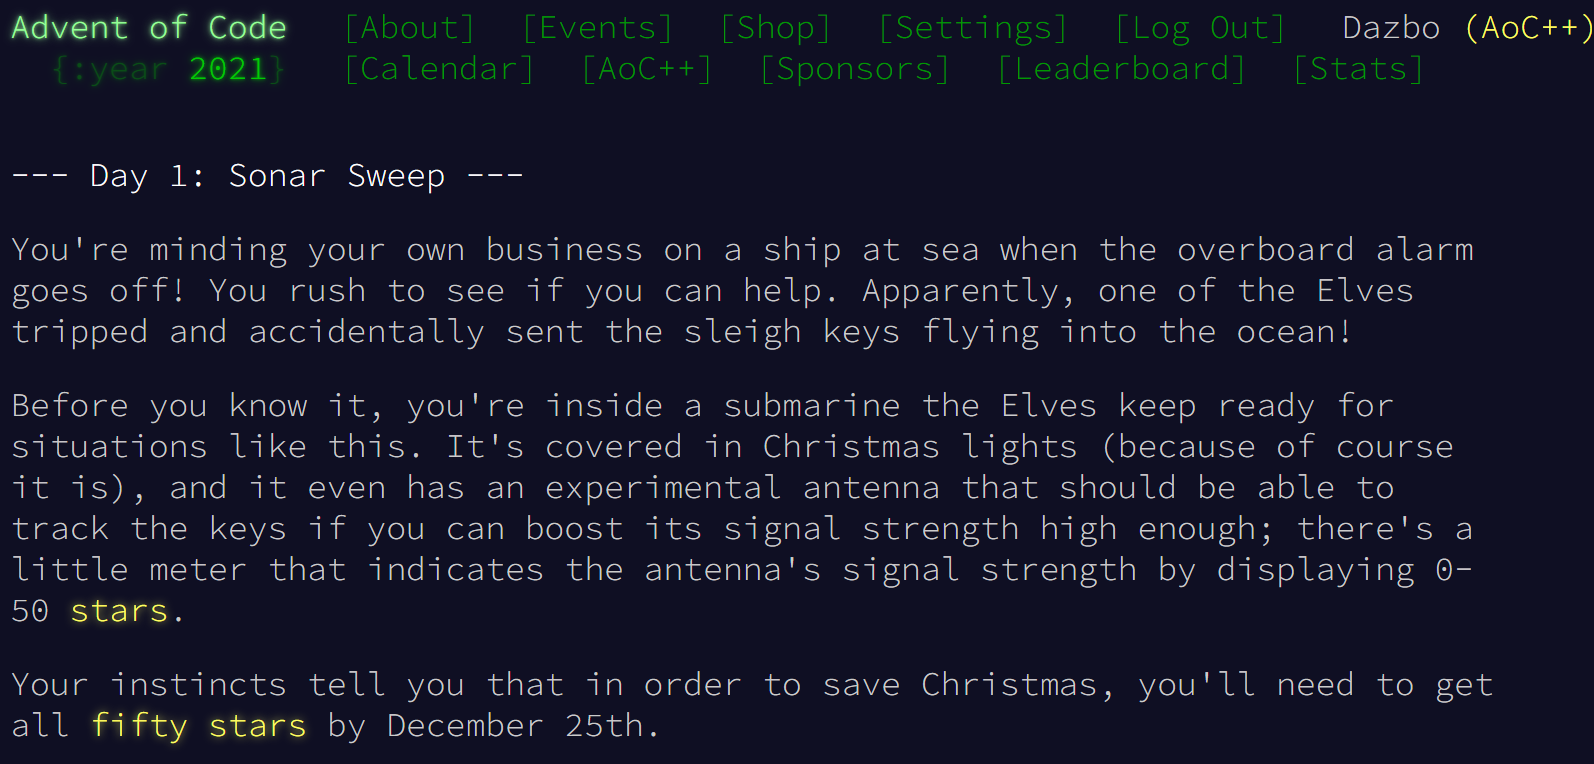 Advent of Code [About] [Events] [Shop] [Settings] [Log Out] Dazbo (AoC++)
{:year 2021} [Calendar] [AoC++] [Sponsors] [Leaderboard] [Stats]
--- Day 1: Sonar Sweep ---
You're minding your own business on a ship at sea when the overboard alarm
goes off! You rush to see if you can help. Apparently, one of the Elves
tripped and accidentally sent the sleigh keys flying into the ocean!
Before you know it, you're inside a submarine the Elves keep ready for
situations like this. It's covered in Christmas lights (because of course
it is), and it even has an experimental antenna that should be able to
track the keys if you can boost its signal strength high enough; there's a
little meter that indicates the antenna's signal strength by displaying 0-
50 stars.
Your instincts tell you that in order to save Christmas, you'll need to get
all fifty stars by December 25th.